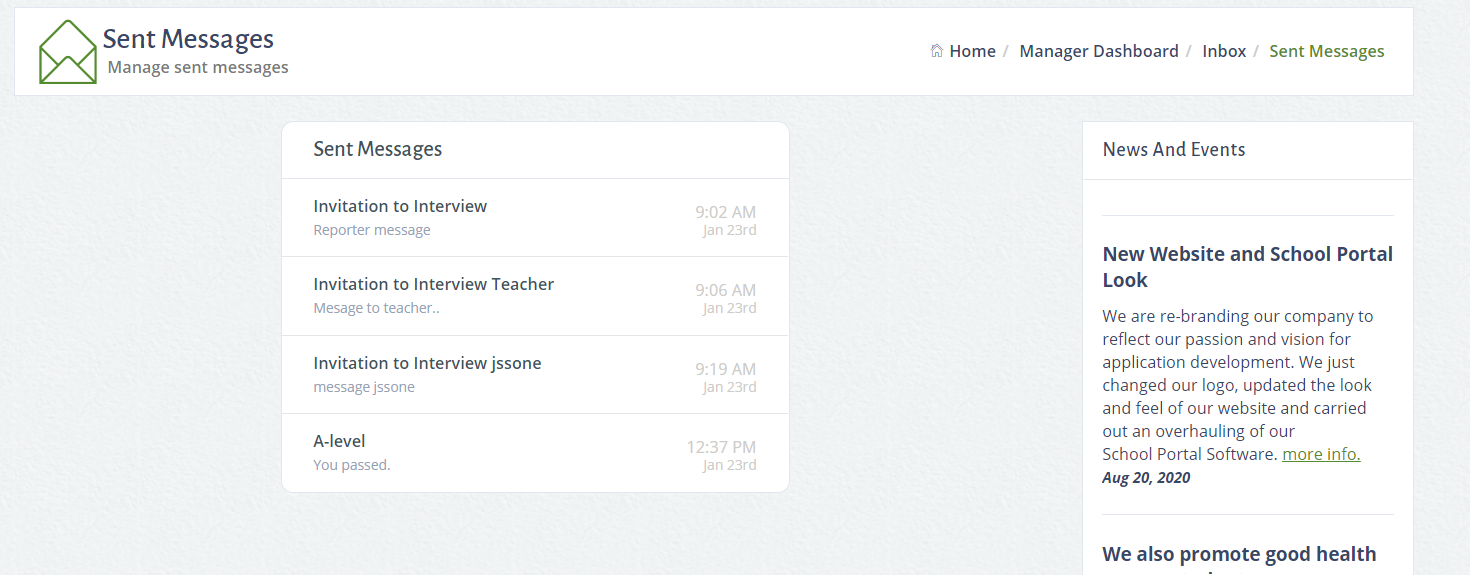 Sent Messages
Manage sent messages
Home / Manager Dashboard / Inbox / Sent Messages
Sent Messages
Invitation to Interview
Reporter message
9:02 AM
Jan 23rd
Invitation to Interview Teacher
Mesage to teacher..
9:06 AM
Jan 23rd
Invitation to Interview jssone
message jssone
9:19 AM
Jan 23rd
A-level
You passed.
12:37 PM
Jan 23rd
News And Events
New Website and School Portal
Look
We are re-branding our company to
reflect our passion and vision for
application development. We just
changed our logo, updated the look
and feel of our website and carried
out an overhauling of our
School Portal Software. more info.
Aug 20, 2020
We also promote good health